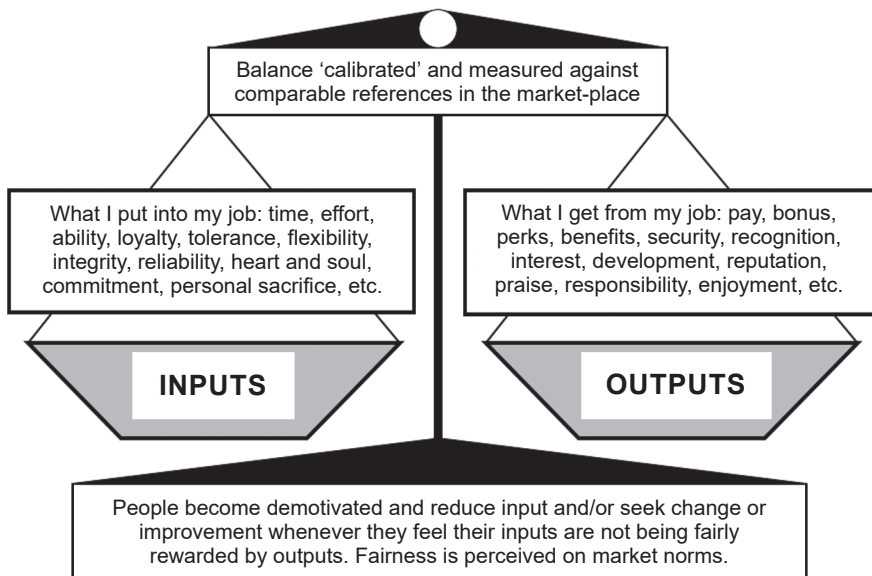 Balance ‘calibrated’ and measured against
comparable references in the market-place
What I put into my job: time, effort,
ability, loyalty, tolerance, flexibility,
integrity, reliability, heart and soul,
commitment, personal sacrifice, etc.
What I get from my job: pay, bonus,
perks, benefits, security, recognition,
interest, development, reputation,
praise, responsibility, enjoyment, etc.
INPUTS
OUTPUTS
People become demotivated and reduce input and/or seek change or
improvement whenever they feel their inputs are not being fairly
rewarded by outputs. Fairness is perceived on market norms.